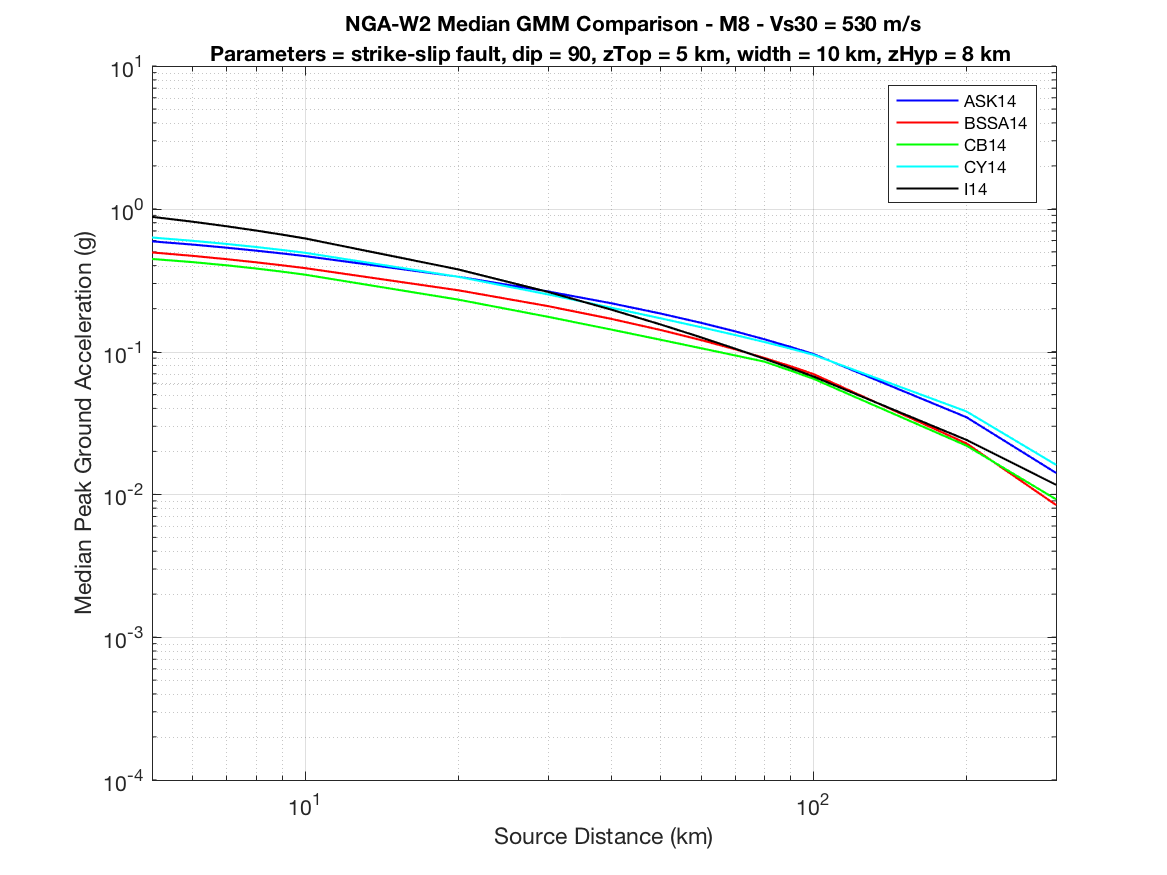 NGA-W2 Median GMM Comparison - M8 - Vs30 = 530 m/s
Parameters = strike-slip fault, dip = 90, zTop = 5 km, width = 10 km, zHyp = 8 km
ASK14
BSSA14
CB14
CY14
I14
10^1
10^0
10^-1
10^-2
10^-3
10^-4
Median Peak Ground Acceleration (g)
10^1
10^2
Source Distance (km)